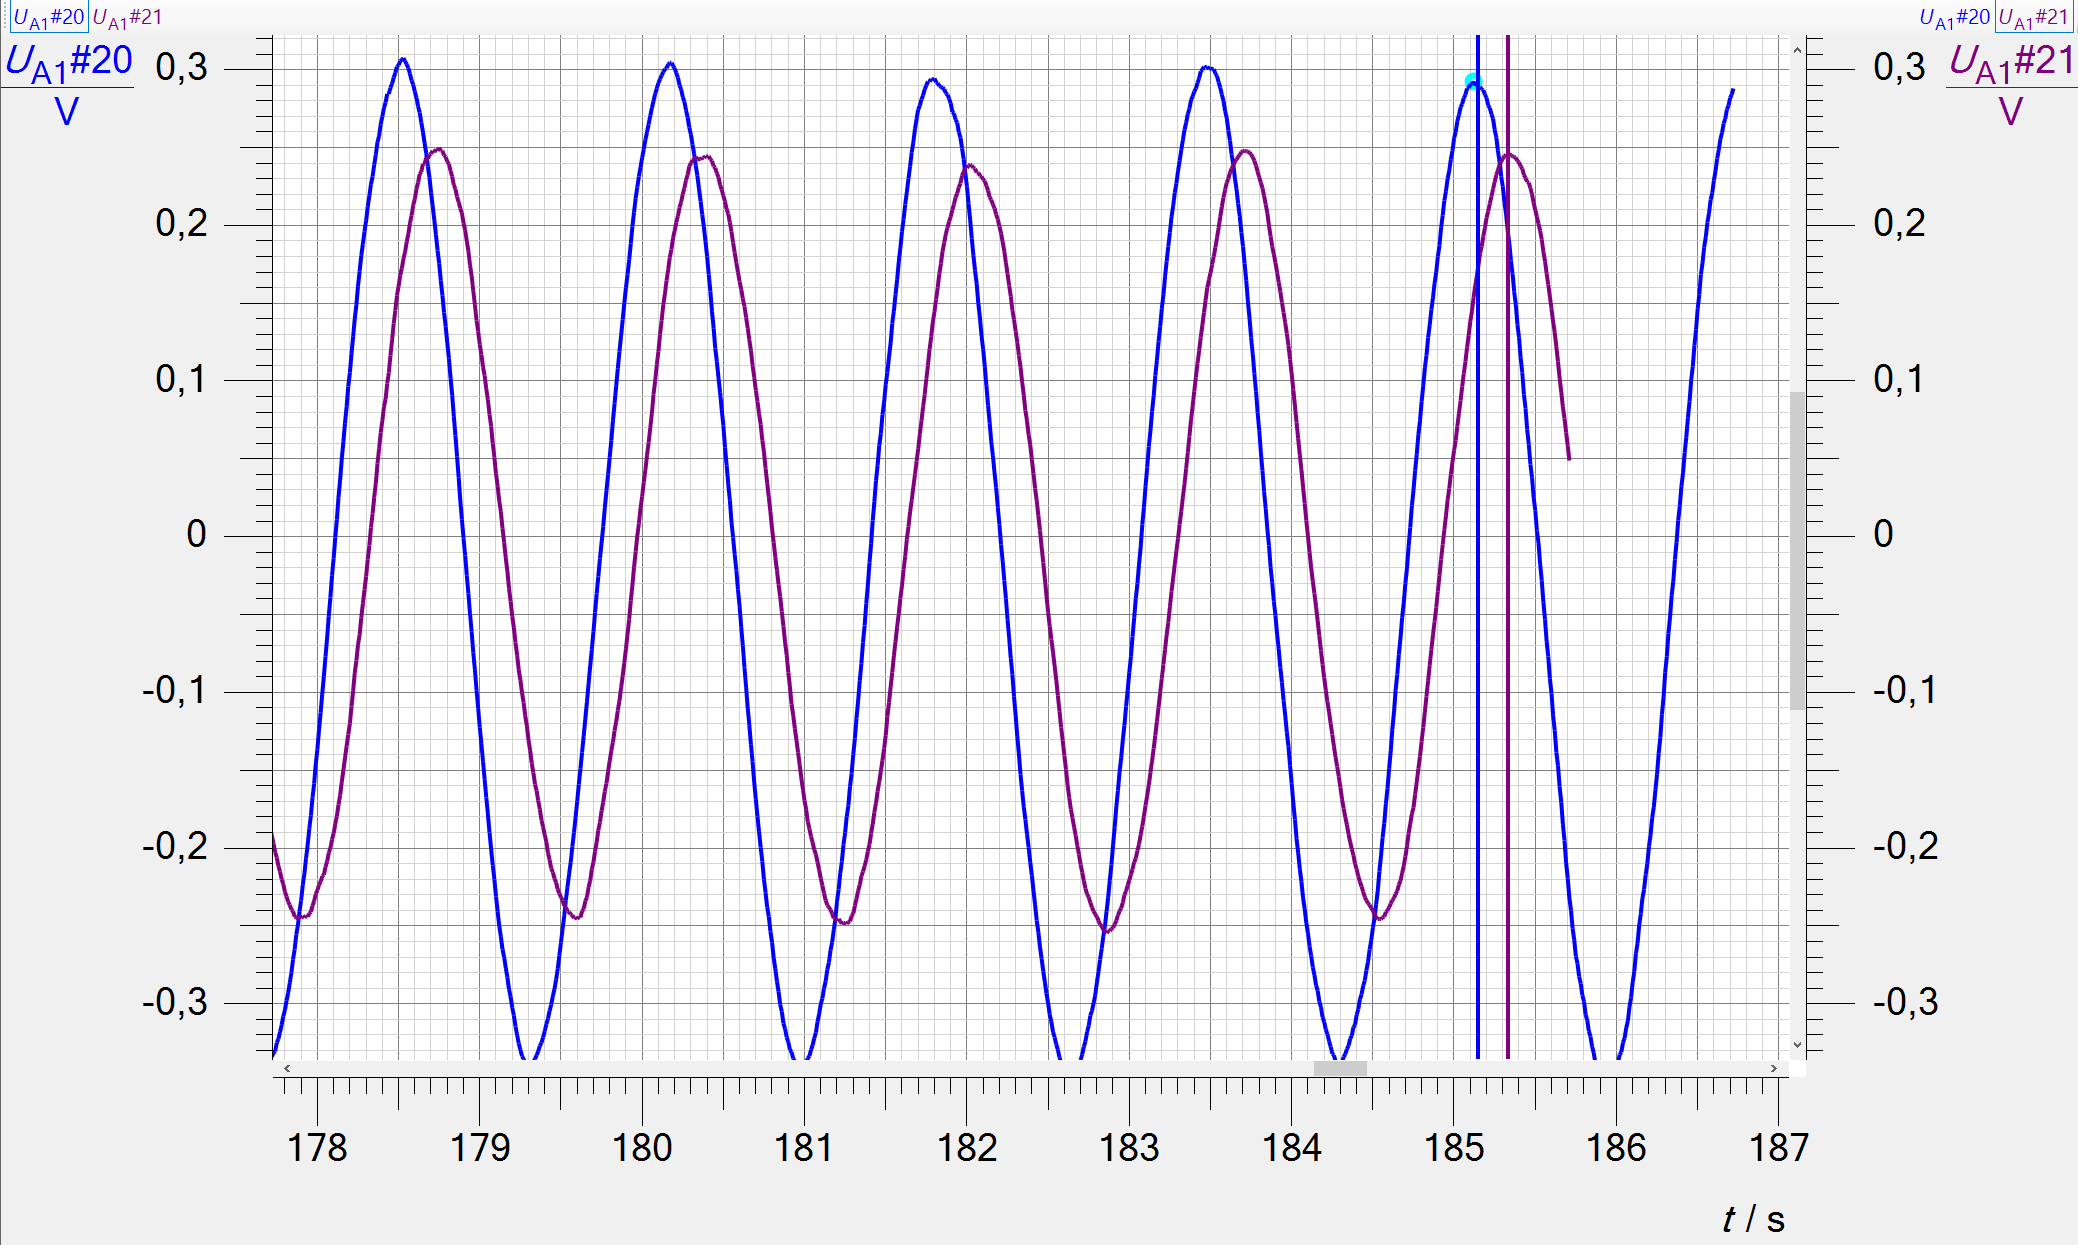 UA1#20 UA1#21 UA1#20 UA1#21
UA1#20 UA1#21
V V
0,3 0,3
0,2 0,2
0,1 0,1
0 0
-0,1 -0,1
-0,2 -0,2
-0,3 -0,3
178 179 180 181 182 183 184 185 186 187
t / s